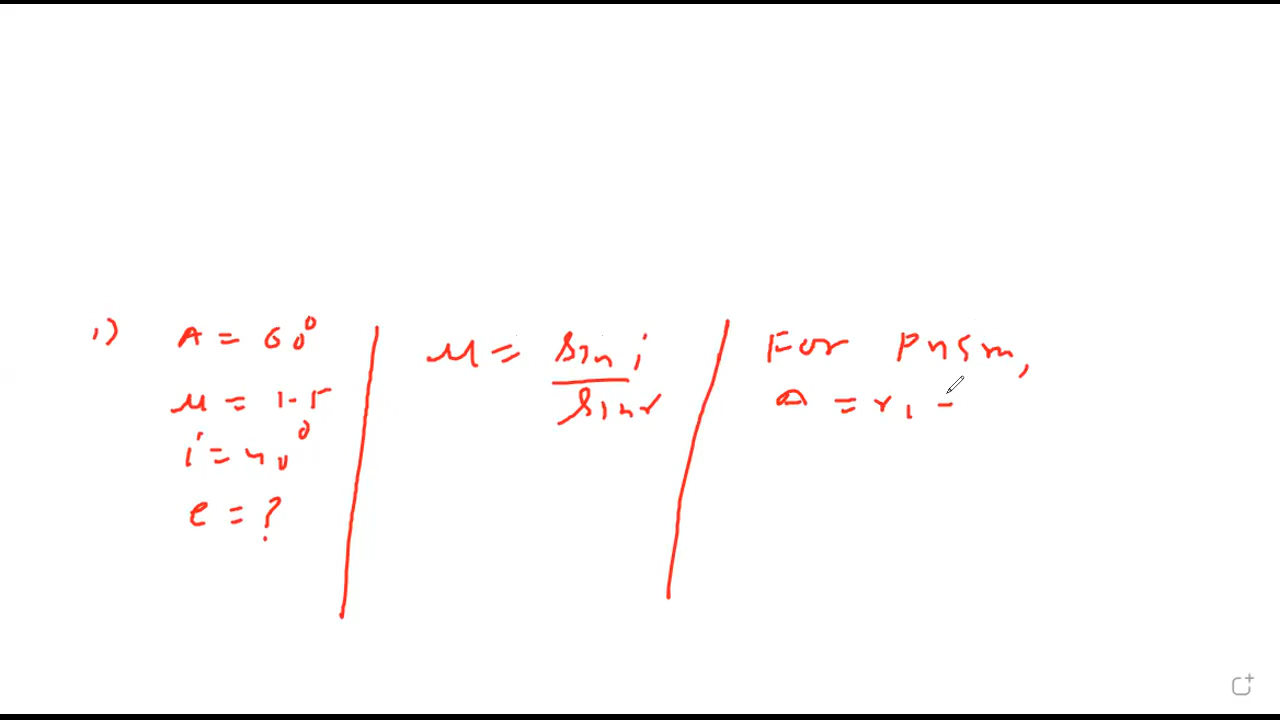 1) A = 60°
μ = 1.5
i = 40°
e = ?
μ = sin i / sin r
For Prism,
A = r1 -